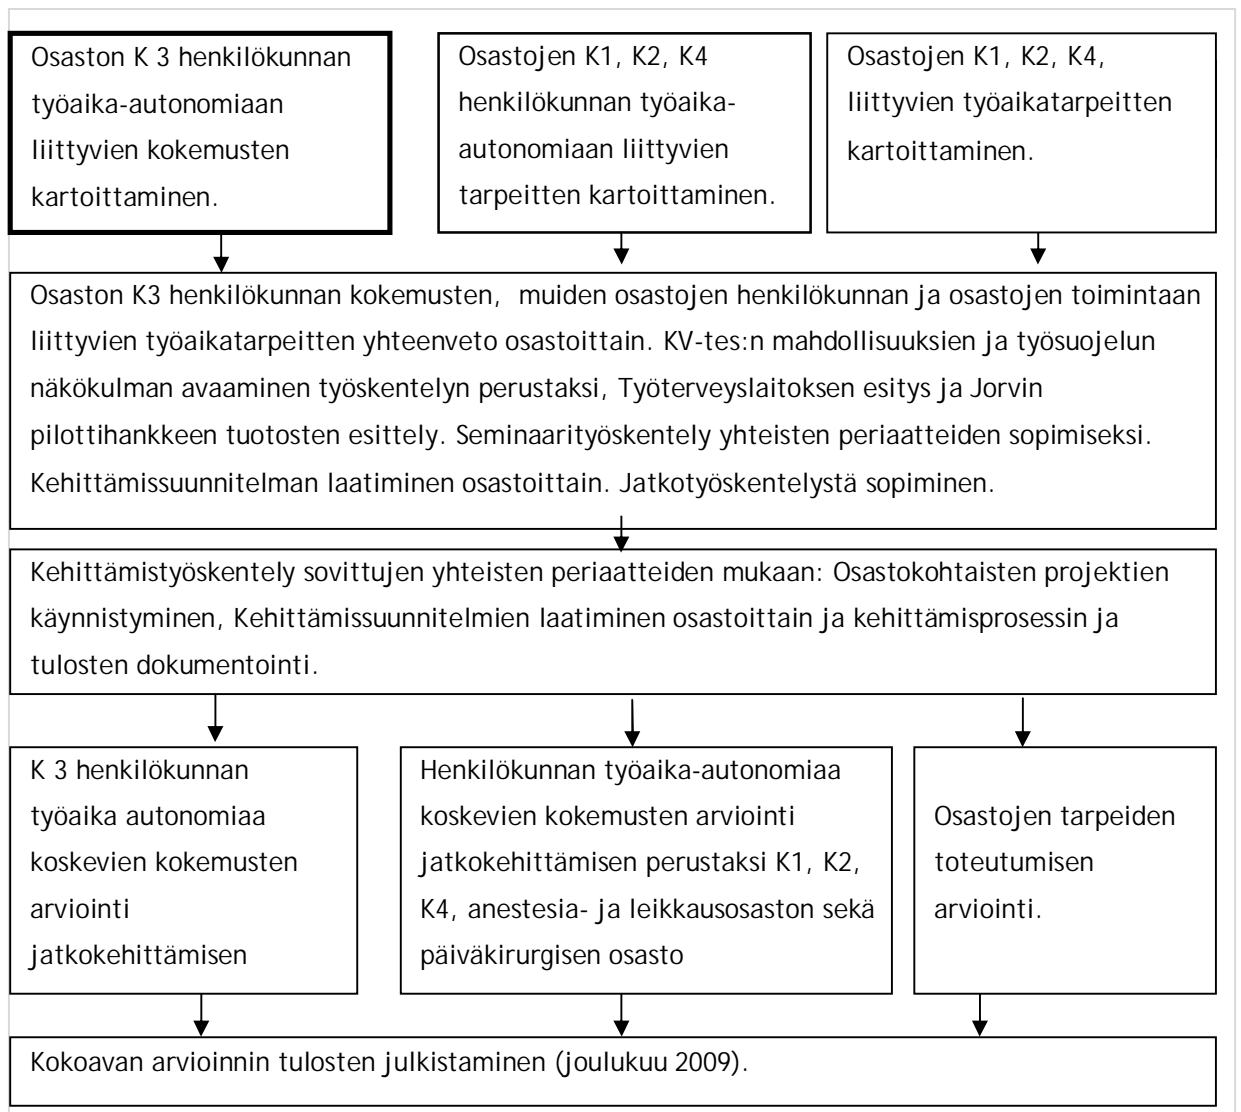 Osaston K 3 henkilökunnan
työaika-autonomiaan
liittyvien kokemusten
kartoittaminen.
Osastojen K1, K2, K4
henkilökunnan työaika-
autonomiaan liittyvien
tarpeitten kartoittaminen.
Osastojen K1, K2, K4,
liittyvien työaikatarpeitten
kartoittaminen.
Osaston K3 henkilökunnan kokemusten, muiden osastojen henkilökunnan ja osastojen toimintaan
liittyvien työaikatarpeitten yhteenveto osastoittain. KV-tes:n mahdollisuuksien ja työsuojelun
näkökulman avaaminen työskentelyn perustaksi, Työterveyslaitoksen esitys ja Jorvin
pilottihankkeen tuotosten esittely. Seminaarityöskentely yhteisten periaatteiden sopimiseksi.
Kehittämissuunnitelman laatiminen osastoittain. Jatkotyöskentelystä sopiminen.
Kehittämistyöskentely sovittujen yhteisten periaatteiden mukaan: Osastokohtaisten projektien
käynnistyminen, Kehittämissuunnitelmien laatiminen osastoittain ja kehittämisprosessin ja
tulosten dokumentointi.
K 3 henkilökunnan
työaika autonomiaa
koskevien kokemusten
arviointi
jatkokehittämisen
Henkilökunnan työaika-autonomiaa
koskevien kokemusten arviointi
jatkokehittämisen perustaksi K1, K2,
K4, anestesia- ja leikkausosaston sekä
päiväkirurgisen osasto
Osastojen tarpeiden
toteutumisen
arviointi.
Kokoavan arvioinnin tulosten julkistaminen (joulukuu 2009).